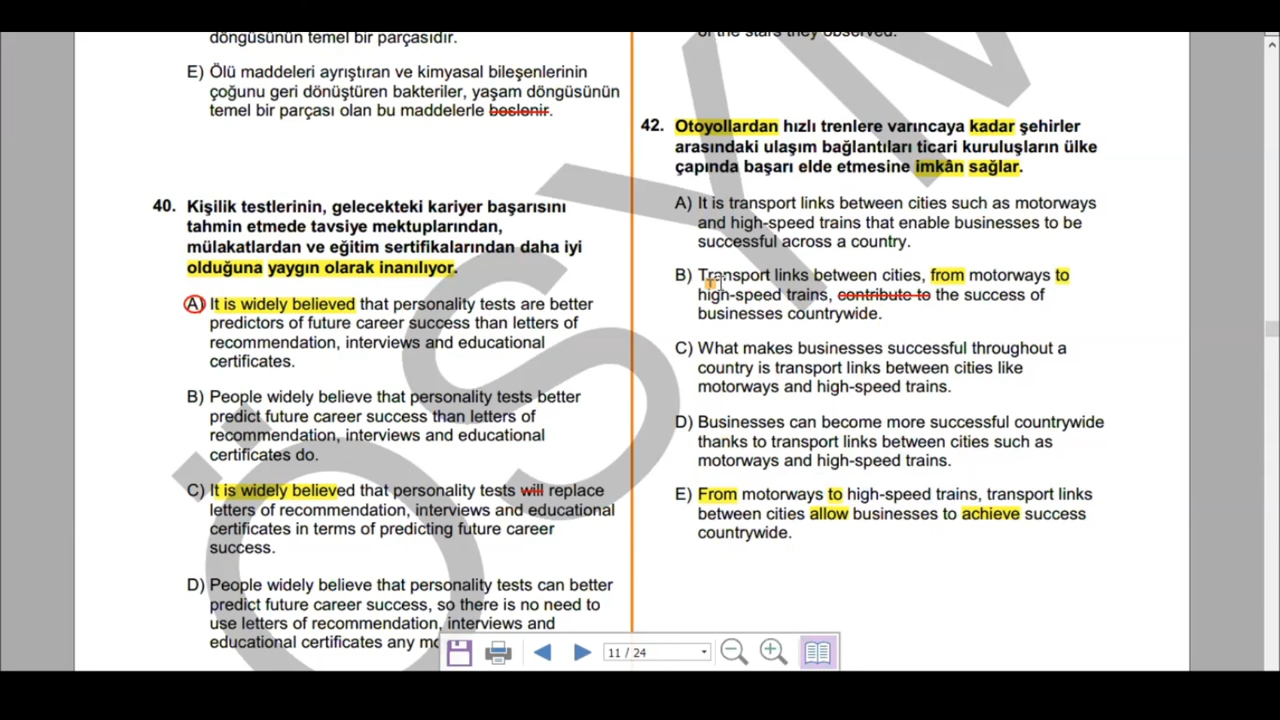 döngüsünün temel bir parçasıdır.
E) Ölü maddeleri ayrıştıran ve kimyasal bileşenlerinin
çoğunu geri dönüştüren bakteriler, yaşam döngüsünün
temel bir parçası olan bu maddelerle beslenir.
40. Kişilik testlerinin, gelecekteki kariyer başarısını
tahmin etmede tavsiye mektuplarından,
mülakatlardan ve eğitim sertifikalarından daha iyi
olduğuna yaygın olarak inanılıyor.
A) It is widely believed that personality tests are better
predictors of future career success than letters of
recommendation, interviews and educational
certificates.
B) People widely believe that personality tests better
predict future career success than letters of
recommendation, interviews and educational
certificates do.
C) It is widely believed that personality tests will replace
letters of recommendation, interviews and educational
certificates in terms of predicting future career
success.
D) People widely believe that personality tests can better
predict future career success, so there is no need to
use letters of recommendation, interviews and
educational certificates any
of the stars they observed.
42. Otoyollardan hızlı trenlere varıncaya kadar şehirler
arasındaki ulaşım bağlantıları ticari kuruluşların ülke
çapında başarı elde etmesine imkân sağlar.
A) It is transport links between cities such as motorways
and high-speed trains that enable businesses to be
successful across a country.
B) Transport links between cities, from motorways to
high-speed trains, contribute to the success of
businesses countrywide.
C) What makes businesses successful throughout a
country is transport links between cities like
motorways and high-speed trains.
D) Businesses can become more successful countrywide
thanks to transport links between cities such as
motorways and high-speed trains.
E) From motorways to high-speed trains, transport links
between cities allow businesses to achieve success
countrywide.
ÖSYM
11 / 24